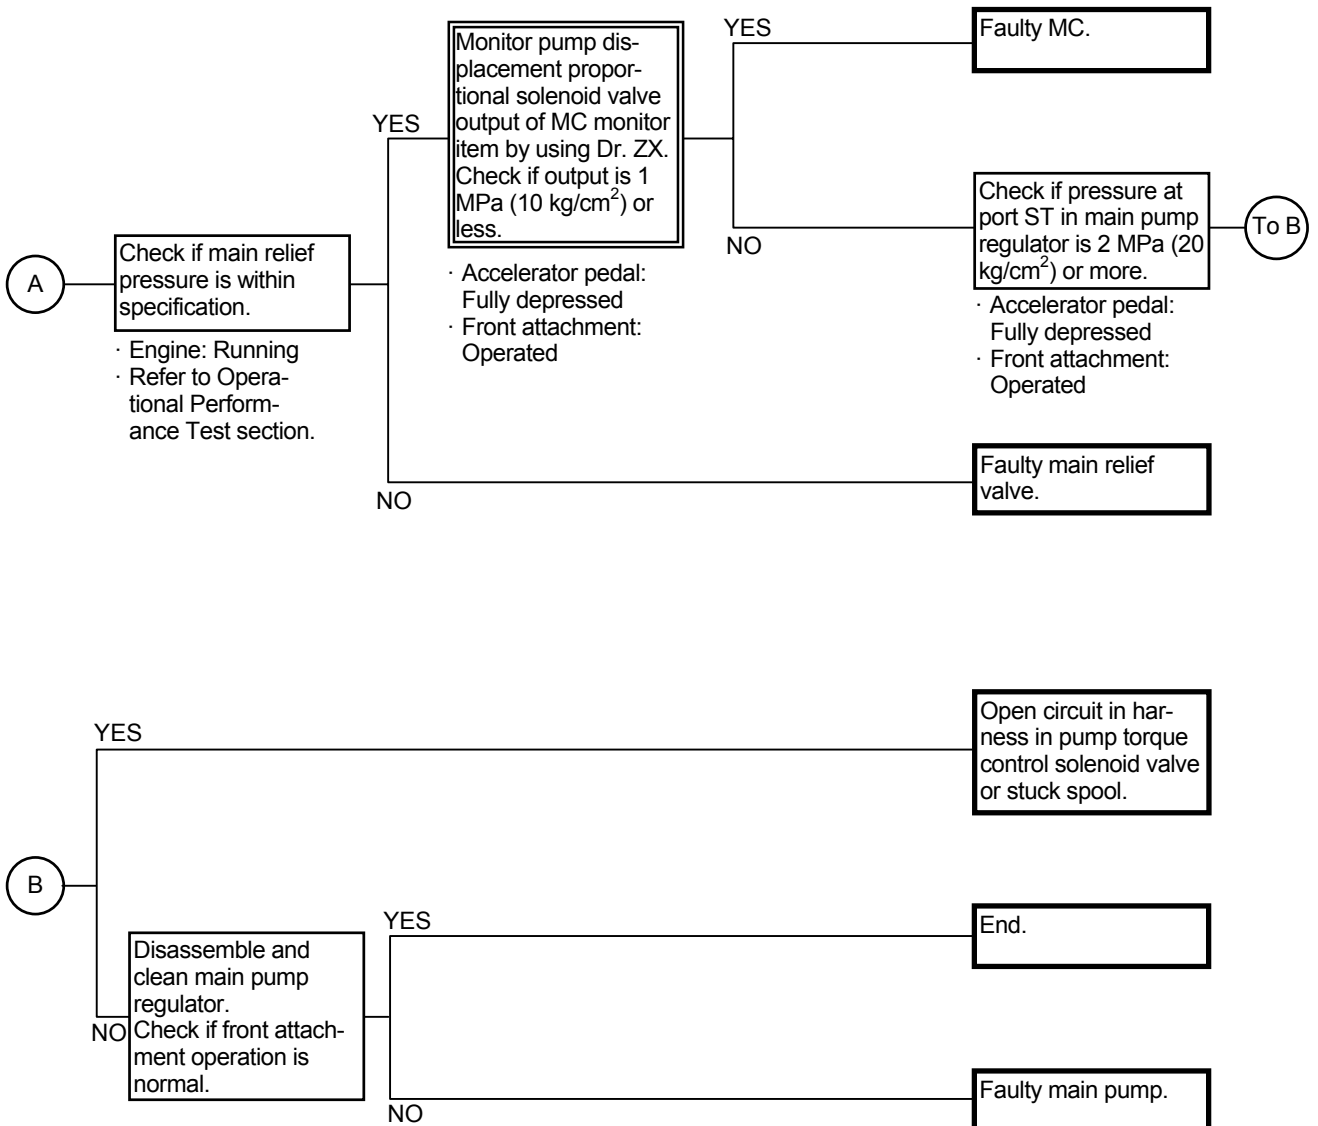 A
Check if main relief
pressure is within
specification.
· Engine: Running
· Refer to Opera-
tional Perform-
ance Test section.
YES
Monitor pump dis-
placement propor-
tional solenoid valve
output of MC monitor
item by using Dr. ZX.
Check if output is 1
MPa (10 kg/cm²) or
less.
· Accelerator pedal:
Fully depressed
· Front attachment:
Operated
YES
Faulty MC.
NO
Check if pressure at
port ST in main pump
regulator is 2 MPa (20
kg/cm²) or more.
· Accelerator pedal:
Fully depressed
· Front attachment:
Operated
To B
NO
Faulty main relief
valve.
B
YES
Open circuit in har-
ness in pump torque
control solenoid valve
or stuck spool.
NO
Disassemble and
clean main pump
regulator.
Check if front attach-
ment operation is
normal.
YES
End.
NO
Faulty main pump.